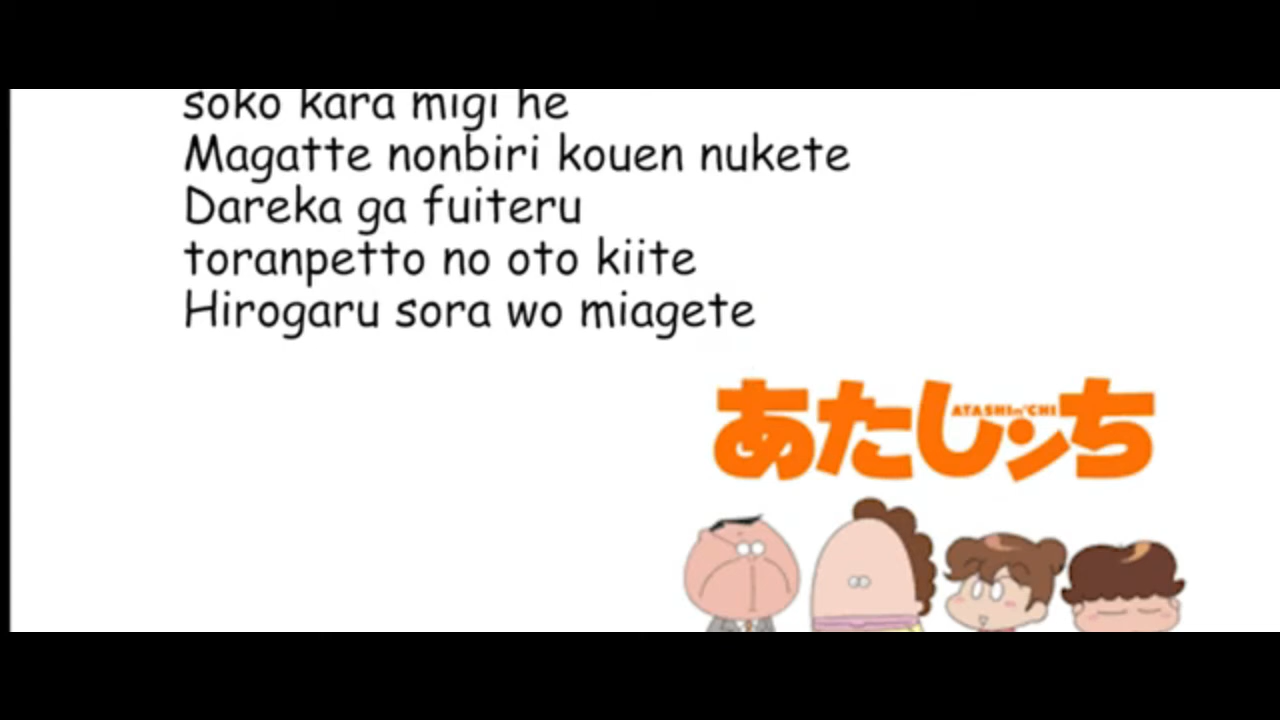 soko kara migi he
Magatte nonbiri kouen nukete
Dareka ga fuiteru
toranpetto no oto kiite
Hirogaru sora wo miagete
あたしンち
ATASHIn'CHI